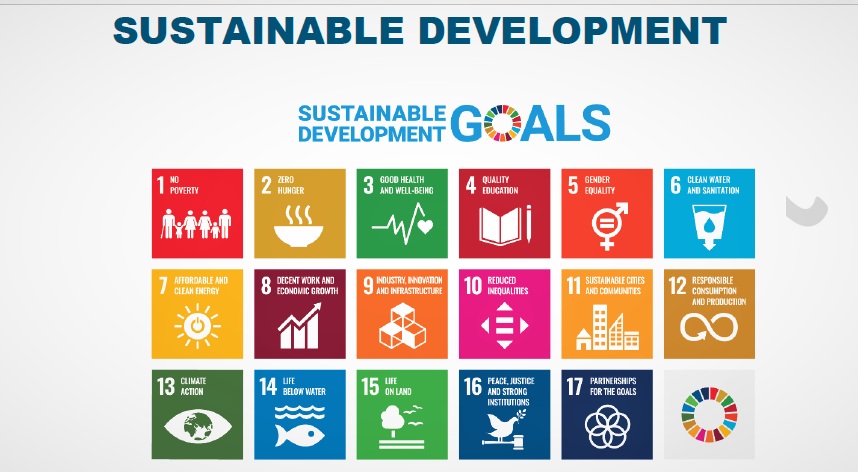 SUSTAINABLE DEVELOPMENT
SUSTAINABLE
DEVELOPMENT
GOALS
1 NO
POVERTY
2 ZERO
HUNGER
3 GOOD HEALTH
AND WELL-BEING
4 QUALITY
EDUCATION
5 GENDER
EQUALITY
6 CLEAN WATER
AND SANITATION
7 AFFORDABLE AND
CLEAN ENERGY
8 DECENT WORK AND
ECONOMIC GROWTH
9 INDUSTRY, INNOVATION
AND INFRASTRUCTURE
10 REDUCED
INEQUALITIES
11 SUSTAINABLE CITIES
AND COMMUNITIES
12 RESPONSIBLE
CONSUMPTION
AND PRODUCTION
13 CLIMATE
ACTION
14 LIFE
BELOW WATER
15 LIFE
ON LAND
16 PEACE, JUSTICE
AND STRONG
INSTITUTIONS
17 PARTNERSHIPS
FOR THE GOALS